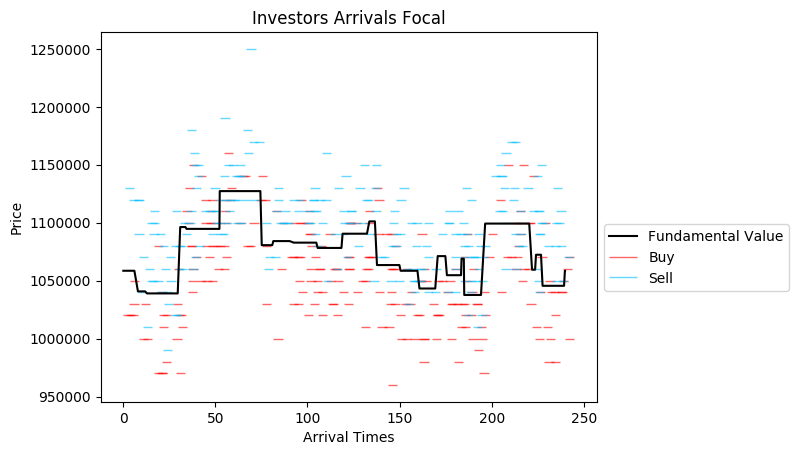 Investors Arrivals Focal
1250000
1200000
1150000
1100000
1050000
1000000
950000
Price
0 50 100 150 200 250
Arrival Times
Fundamental Value
Buy
Sell